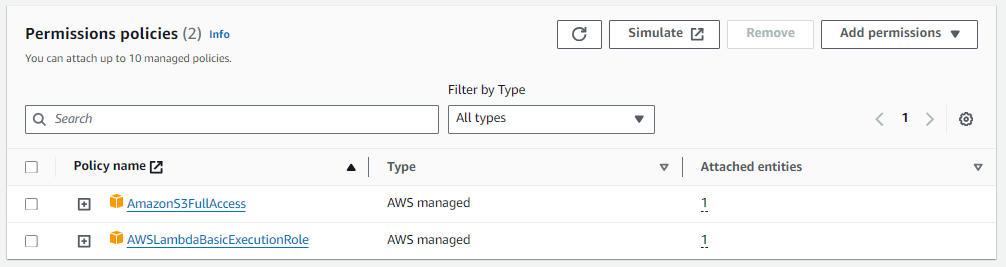 Permissions policies (2) Info
You can attach up to 10 managed policies.
Simulate
Remove
Add permissions
Filter by Type
Search
All types
1
Policy name
Type
Attached entities
AmazonS3FullAccess
AWS managed
1
AWSLambdaBasicExecutionRole
AWS managed
1